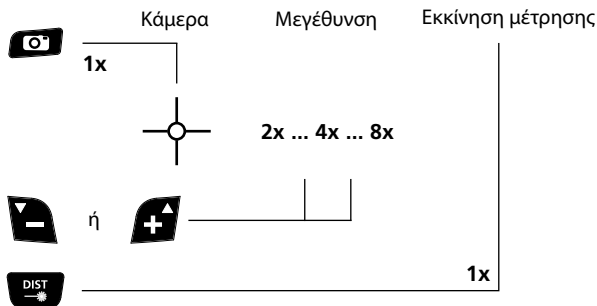 Κάμερα Μεγέθυνση Εκκίνηση μέτρησης
1x
2x ... 4x ... 8x
− ή +
1x
DIST